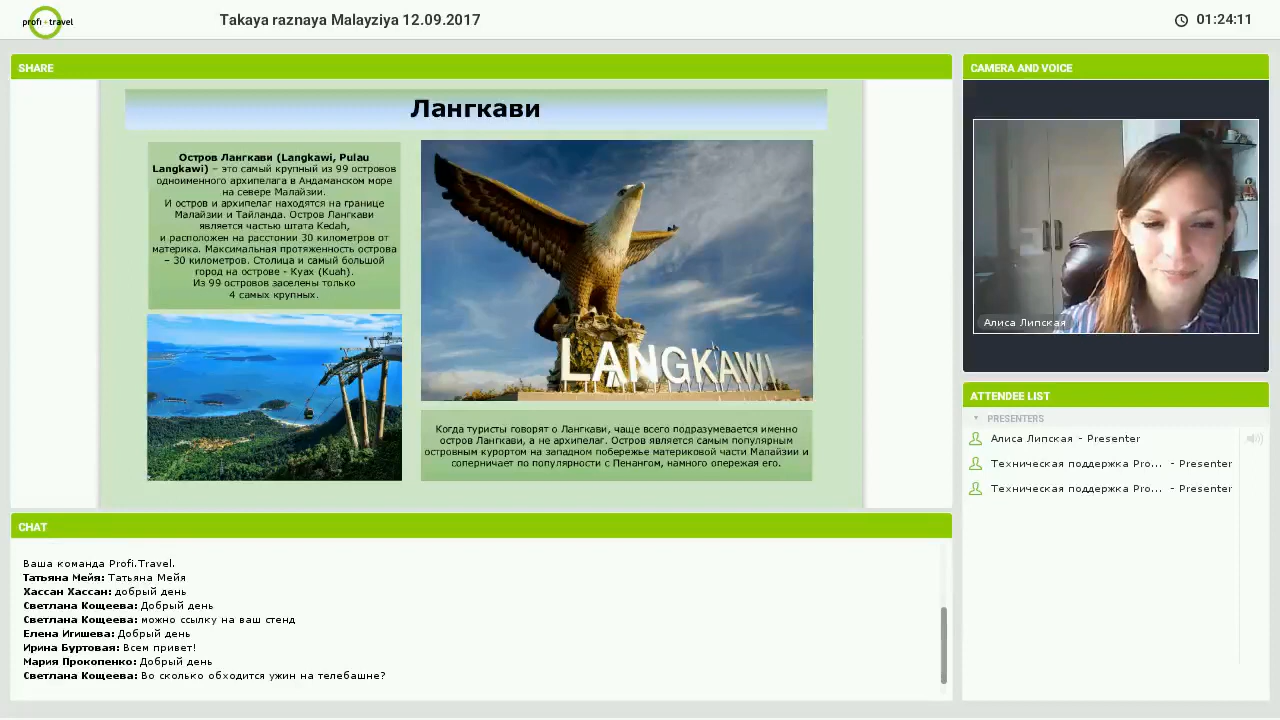 profi travel
Takaya raznaya Malayziya 12.09.2017
01:24:11
SHARE
Лангкави
Остров Лангкави (Langkawi, Pulau
Langkawi) – это самый крупный из 99 островов
одноименного архипелага в Андаманском море
на севере Малайзии.
И остров и архипелаг находятся на границе
Малайзии и Тайланда. Остров Лангкави
является частью штата Kedah,
и расположен на расстонии 30 километров от
материка. Максимальная протяженность острова
– 30 километров. Столица и самый большой
город на острове - Куах (Kuah).
Из 99 островов заселены только
4 самых крупных.
LANGKAWI
Когда туристы говорят о Лангкави, чаще всего подразумевается именно
остров Лангкави, а не архипелаг. Остров является самым популярным
островным курортом на западном побережье материковой части Малайзии и
соперничает по популярности с Пенангом, намного опережая его.
CAMERA AND VOICE
Алиса Липская
ATTENDEE LIST
PRESENTERS
Алиса Липская - Presenter
Техническая поддержка Pro... - Presenter
Техническая поддержка Pro... - Presenter
CHAT
Ваша команда Profi.Travel.
Татьяна Мейя: Татьяна Мейя
Хассан Хассан: добрый день
Светлана Кощеева: Добрый день
Светлана Кощеева: можно ссылку на ваш стенд
Елена Игишева: Добрый день
Ирина Буртовая: Всем привет!
Мария Прокопенко: Добрый день
Светлана Кощеева: Во сколько обходится ужин на телебашне?